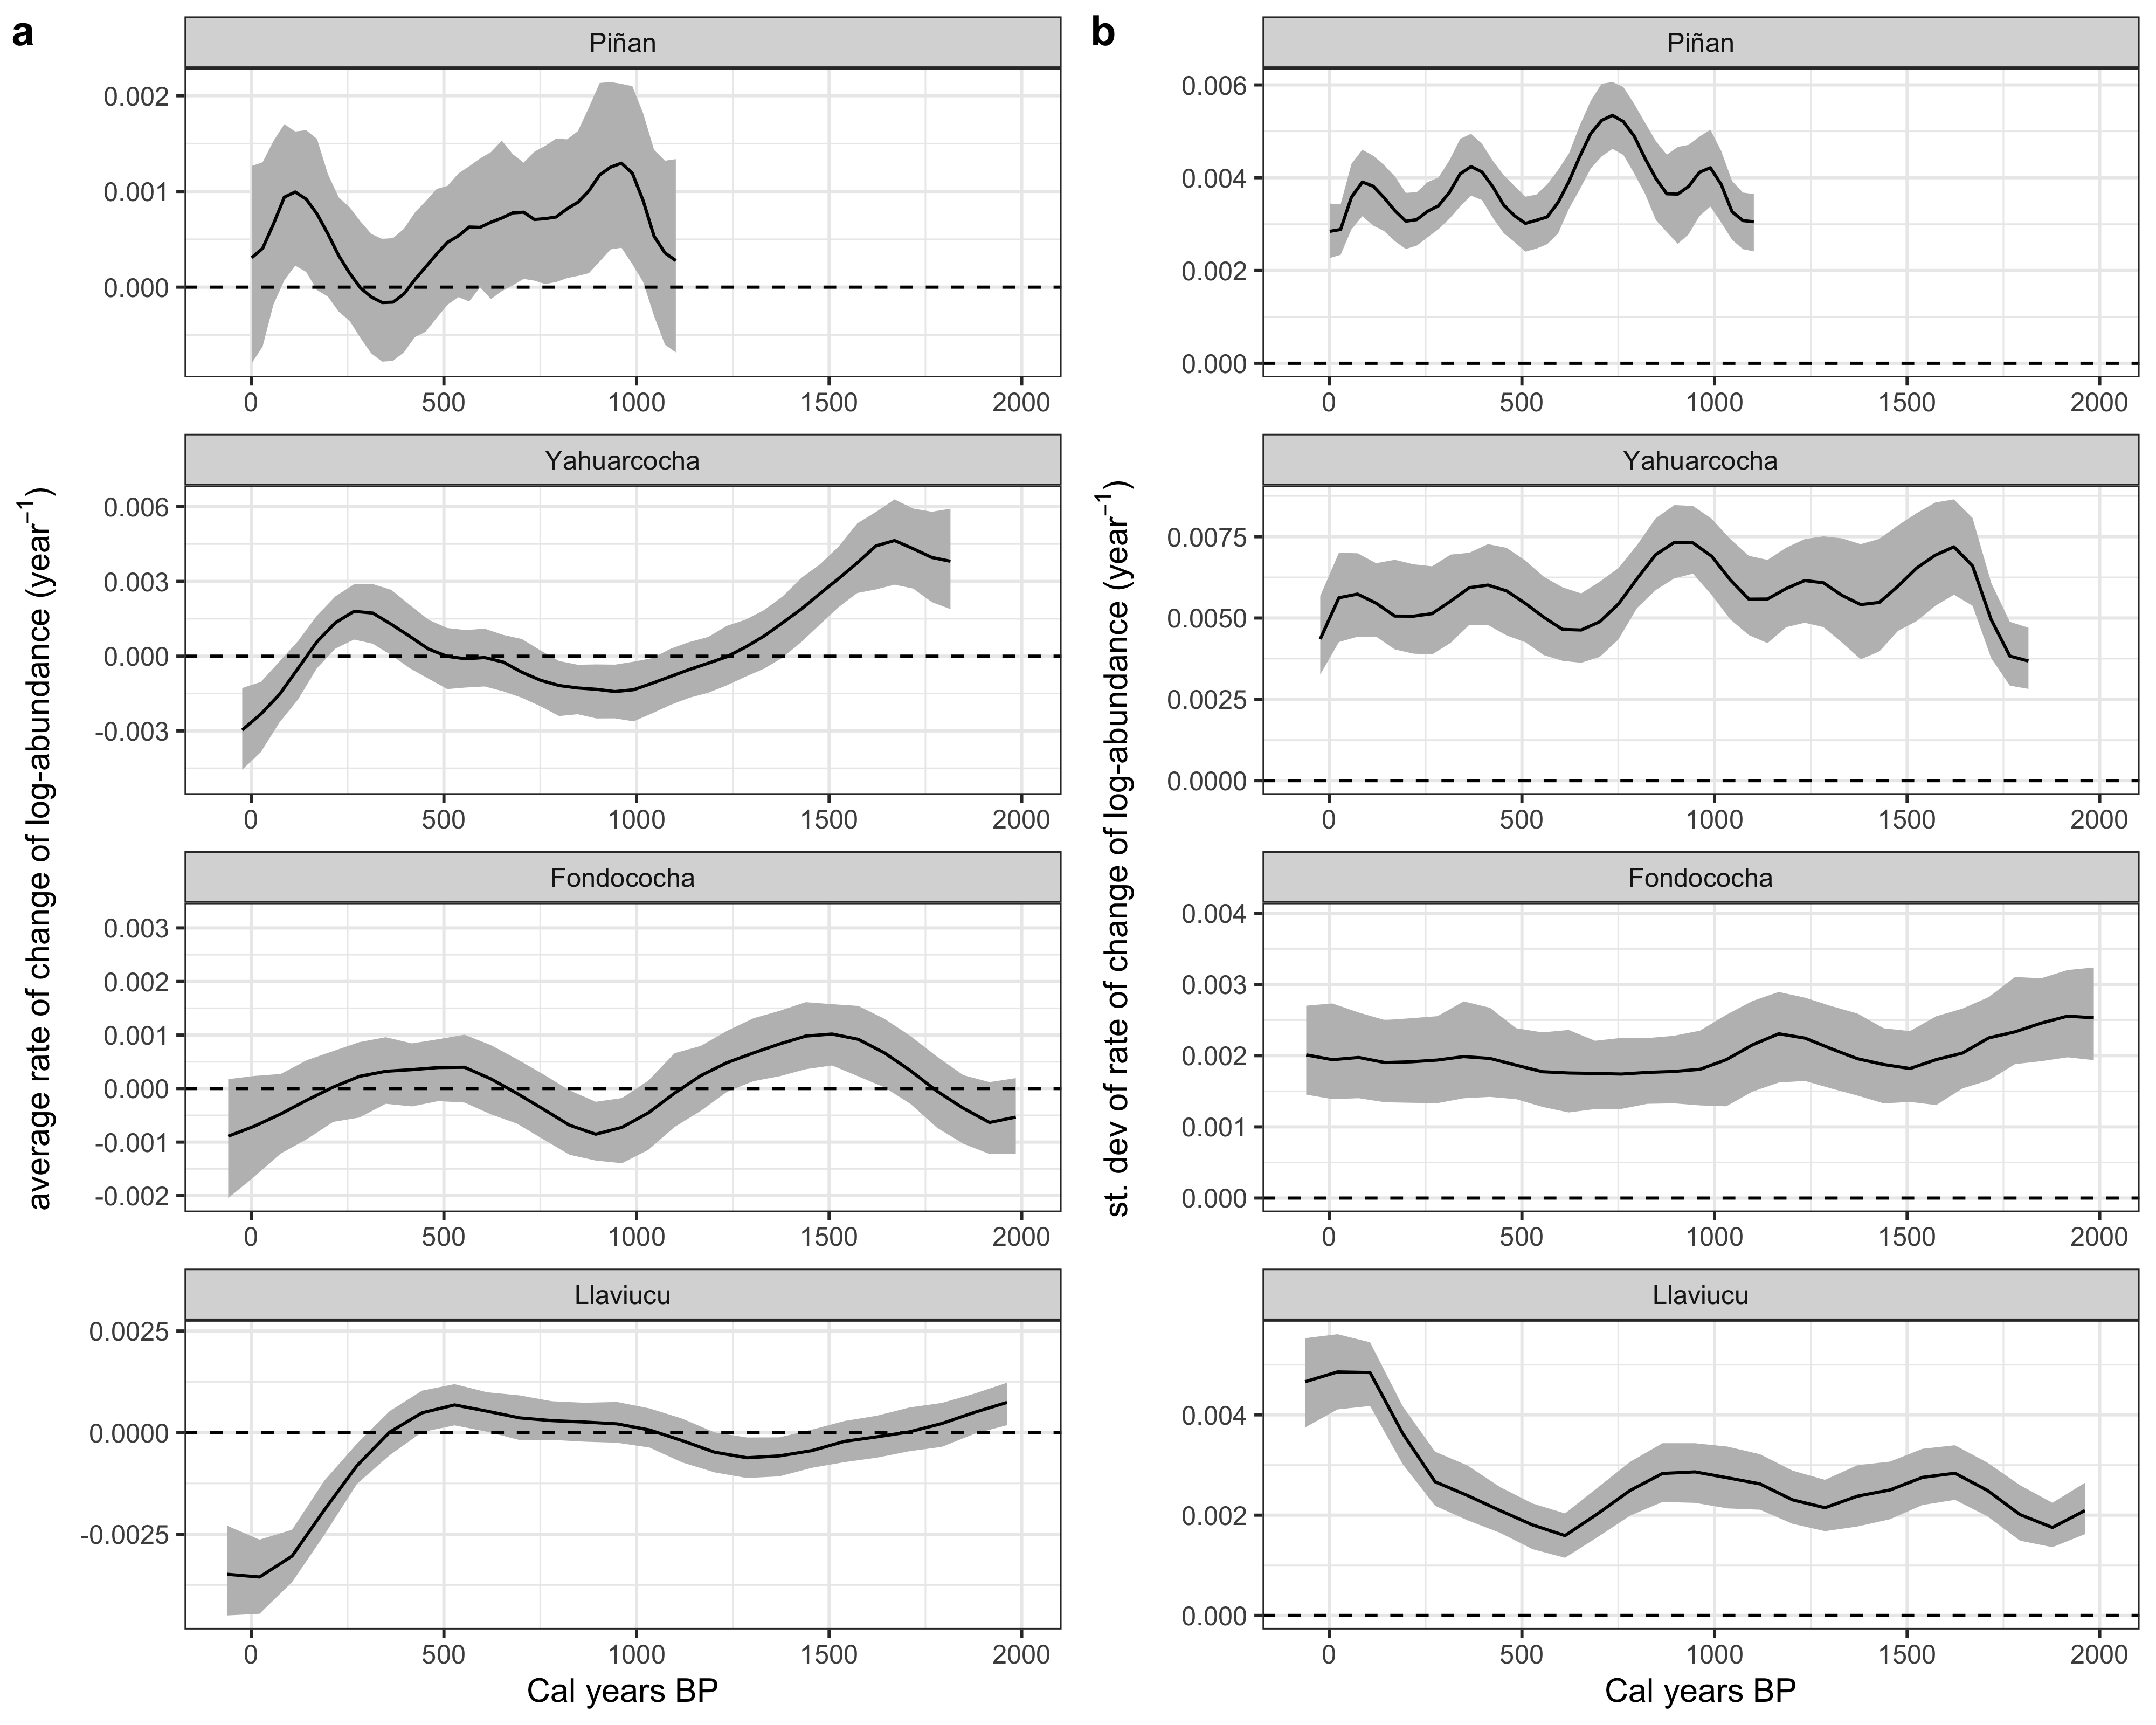 a
average rate of change of log-abundance (year⁻¹)
Piñan
0.002
0.001
0.000
0 500 1000 1500 2000
Yahuarcocha
0.006
0.003
0.000
-0.003
0 500 1000 1500 2000
Fondococha
0.003
0.002
0.001
0.000
-0.001
-0.002
0 500 1000 1500 2000
Llaviucu
0.0025
0.0000
-0.0025
0 500 1000 1500 2000
Cal years BP
b
st. dev of rate of change of log-abundance (year⁻¹)
Piñan
0.006
0.004
0.002
0.000
0 500 1000 1500 2000
Yahuarcocha
0.0075
0.0050
0.0025
0.0000
0 500 1000 1500 2000
Fondococha
0.004
0.003
0.002
0.001
0.000
0 500 1000 1500 2000
Llaviucu
0.004
0.002
0.000
0 500 1000 1500 2000
Cal years BP